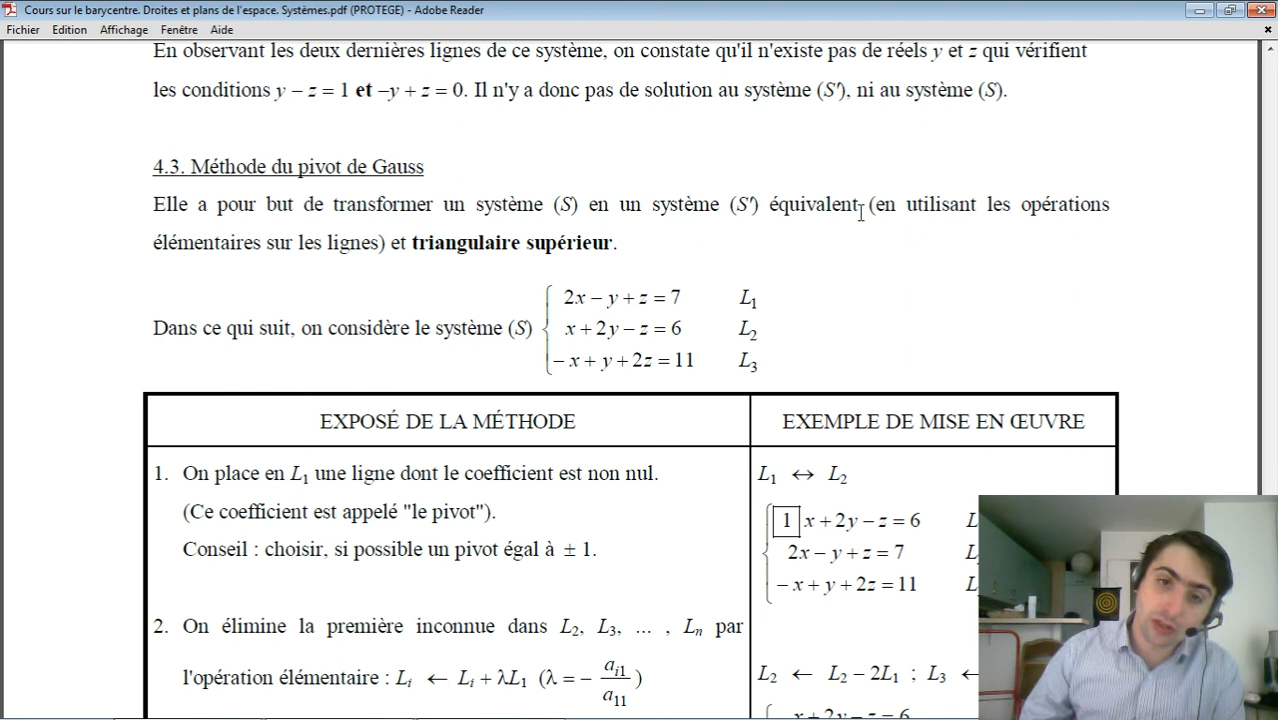 Cours sur le barycentre. Droites et plans de l'espace. Systèmes.pdf (PROTEGE) - Adobe Reader
Fichier Edition Affichage Fenêtre Aide
En observant les deux dernières lignes de ce système, on constate qu'il n'existe pas de réels y et z qui vérifient
les conditions y − z = 1 et −y + z = 0. Il n'y a donc pas de solution au système (S'), ni au système (S).
4.3. Méthode du pivot de Gauss
Elle a pour but de transformer un système (S) en un système (S') équivalent (en utilisant les opérations
élémentaires sur les lignes) et triangulaire supérieur.
2x − y + z = 7 L1
Dans ce qui suit, on considère le système (S) x + 2y − z = 6 L2
− x + y + 2z = 11 L3
EXPOSÉ DE LA MÉTHODE EXEMPLE DE MISE EN ŒUVRE
1. On place en L1 une ligne dont le coefficient est non nul. L1 ↔ L2
(Ce coefficient est appelé "le pivot"). 1 x + 2y − z = 6 L
Conseil : choisir, si possible un pivot égal à ± 1. 2x − y + z = 7 L
− x + y + 2z = 11 L
2. On élimine la première inconnue dans L2, L3, ... , Ln par
l'opération élémentaire : Li ← Li + λL1 (λ = − ai1/a11) L2 ← L2 − 2L1 ; L3 ←
x + 2y − z = 6